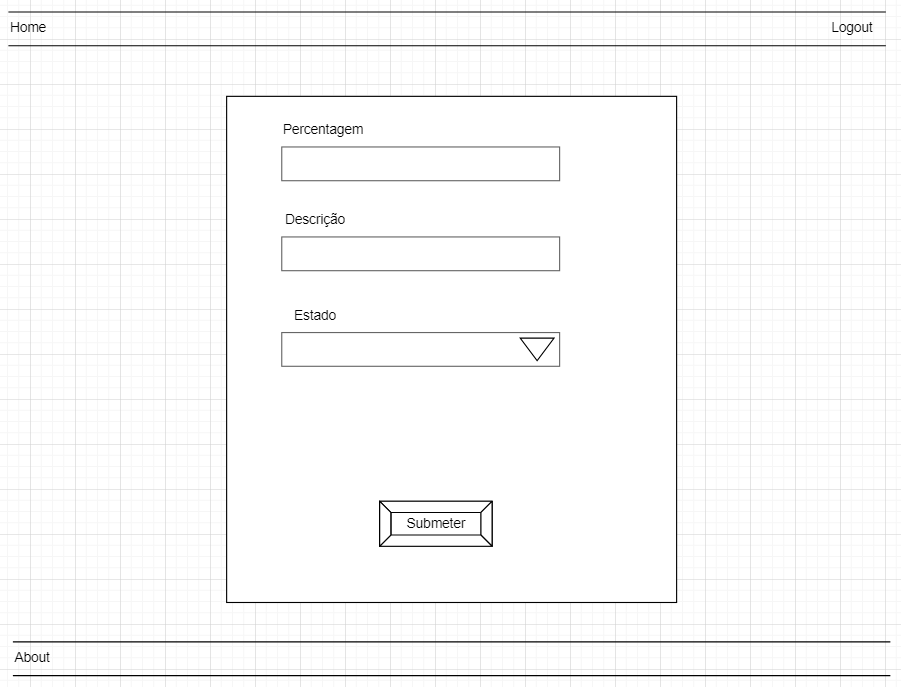 Home
Logout
Percentagem
Descrição
Estado
Submeter
About